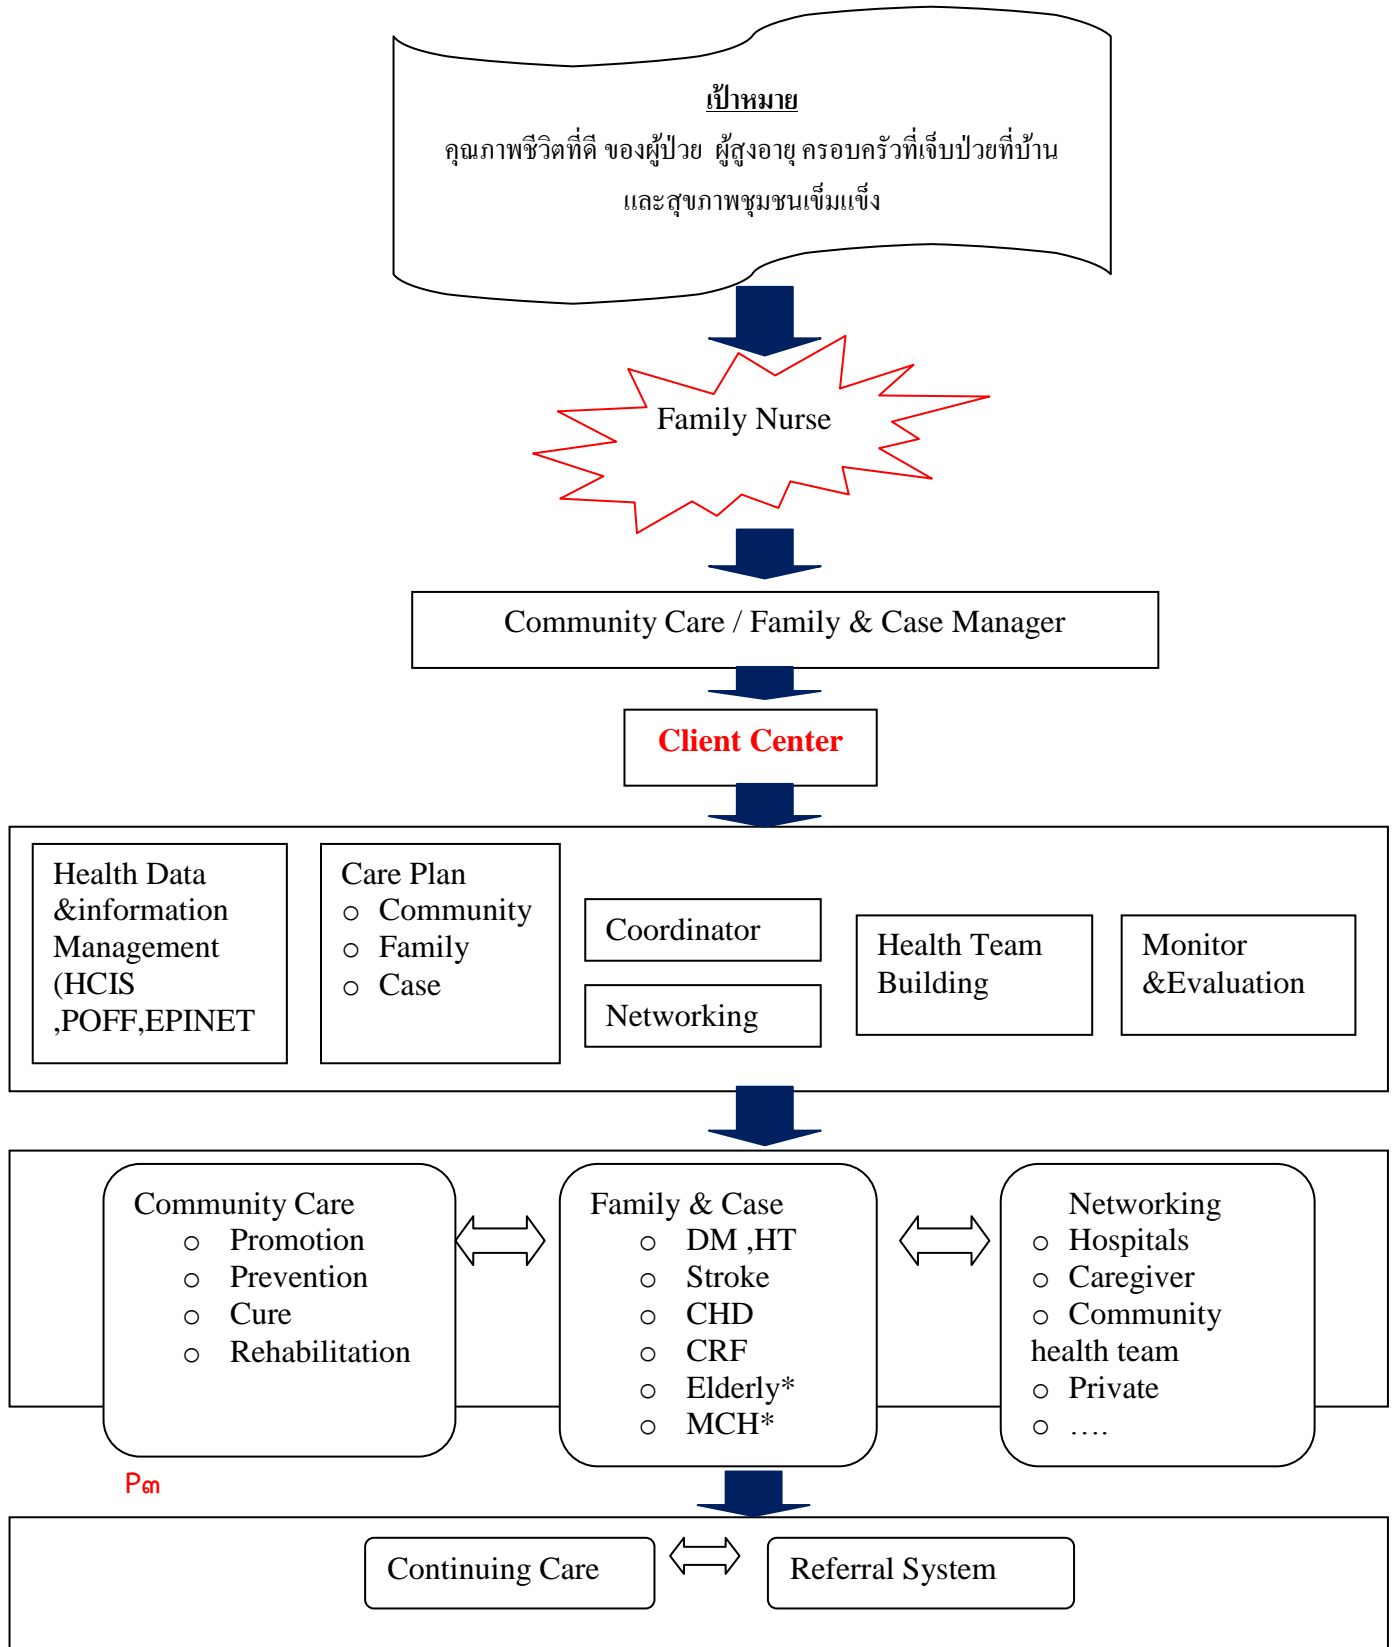 เป้าหมาย
คุณภาพชีวิตที่ดี ของผู้ป่วย ผู้สูงอายุ ครอบครัวที่เจ็บป่วยที่บ้าน
และสุขภาพชุมชนเข็มแข็ง
Family Nurse
Community Care / Family & Case Manager
Client Center
Health Data
&information
Management
(HCIS
,POFF,EPINET
Care Plan
o Community
o Family
o Case
Coordinator
Networking
Health Team
Building
Monitor
&Evaluation
Community Care
o Promotion
o Prevention
o Cure
o Rehabilitation
Family & Case
o DM ,HT
o Stroke
o CHD
o CRF
o Elderly*
o MCH*
Networking
o Hospitals
o Caregiver
o Community
health team
o Private
o ….
P๓
Continuing Care
Referral System